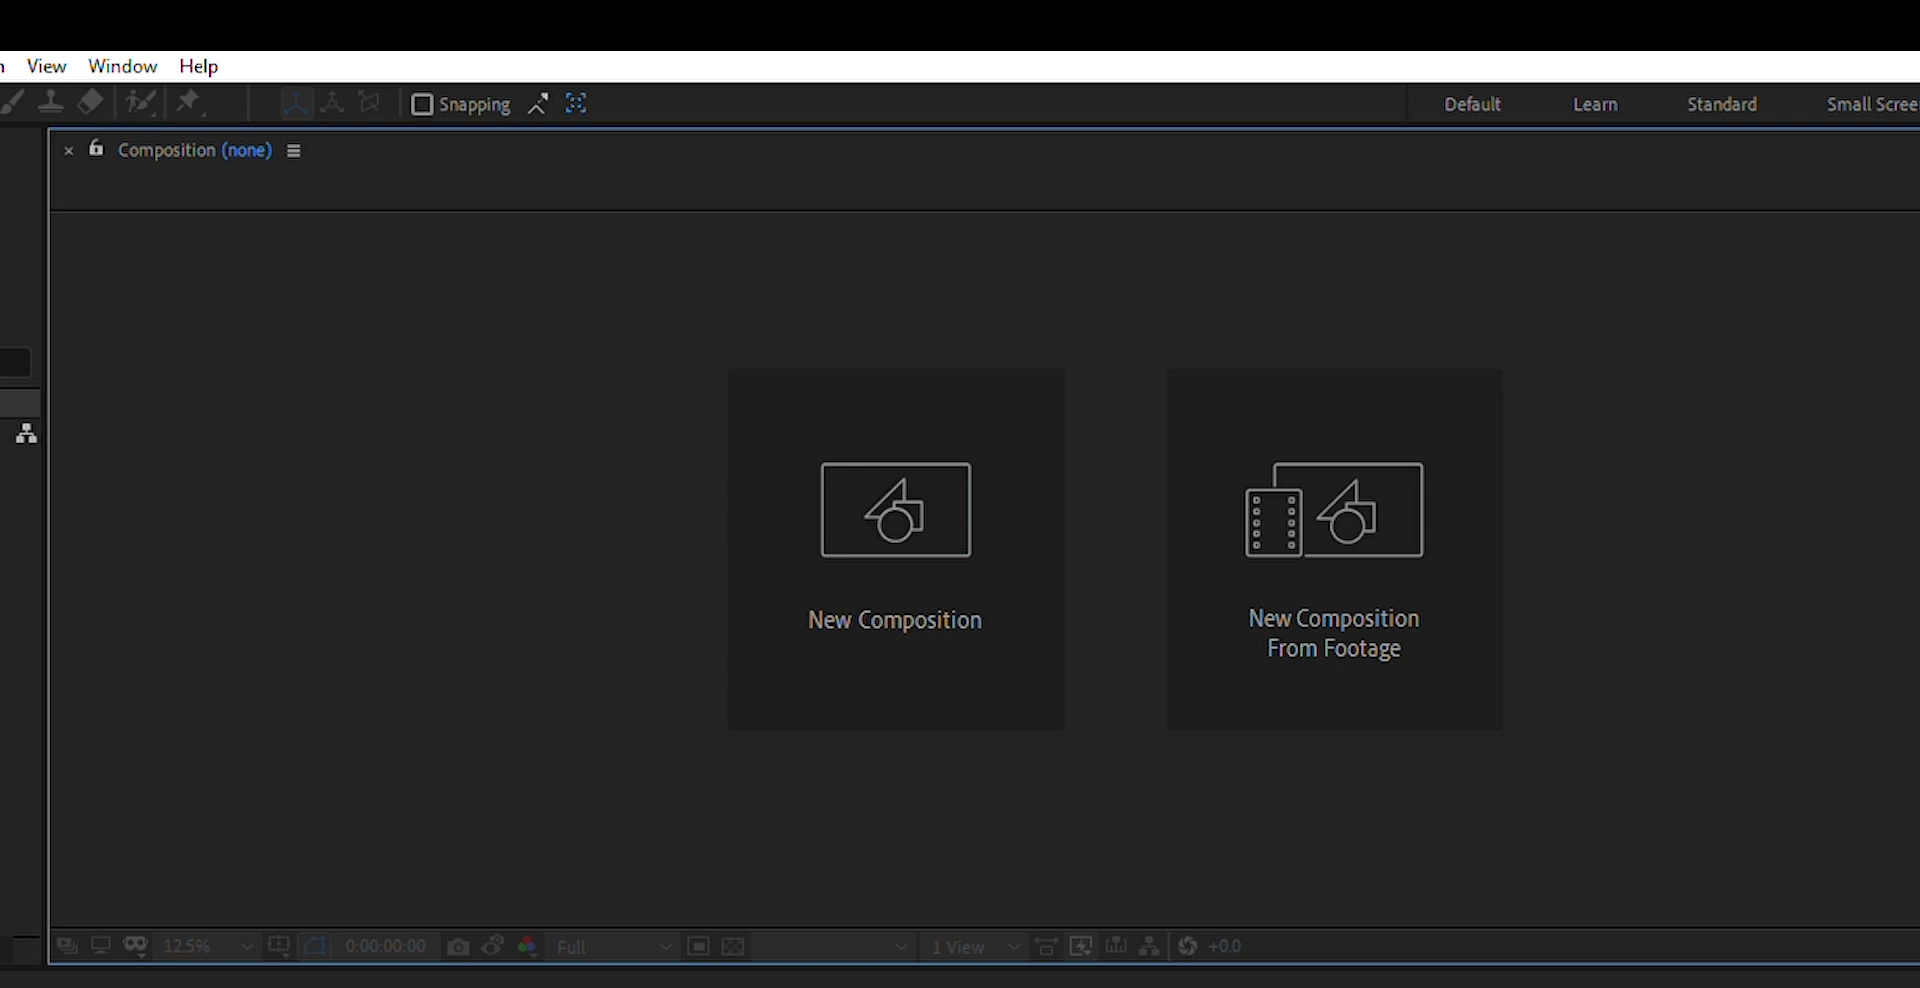 View Window Help
Snapping
Default Learn Standard Small Scree
Composition (none)
New Composition
New Composition
From Footage
12.5% 0:00:00:00 Full 1 View +0.0